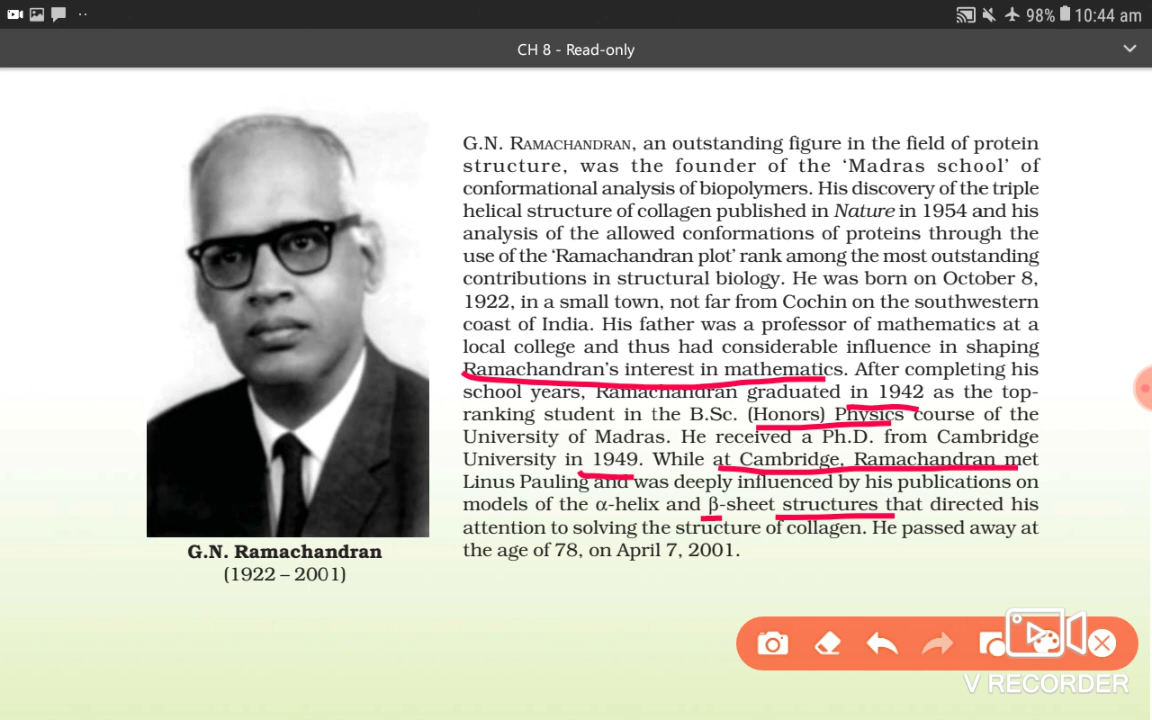 98% 10:44 am
CH 8 - Read-only
G.N. RAMACHANDRAN, an outstanding figure in the field of protein
structure, was the founder of the ‘Madras school’ of
conformational analysis of biopolymers. His discovery of the triple
helical structure of collagen published in Nature in 1954 and his
analysis of the allowed conformations of proteins through the
use of the ‘Ramachandran plot’ rank among the most outstanding
contributions in structural biology. He was born on October 8,
1922, in a small town, not far from Cochin on the southwestern
coast of India. His father was a professor of mathematics at a
local college and thus had considerable influence in shaping
Ramachandran’s interest in mathematics. After completing his
school years, Ramachandran graduated in 1942 as the top-
ranking student in the B.Sc. (Honors) Physics course of the
University of Madras. He received a Ph.D. from Cambridge
University in 1949. While at Cambridge, Ramachandran met
Linus Pauling and was deeply influenced by his publications on
models of the α-helix and β-sheet structures that directed his
attention to solving the structure of collagen. He passed away at
the age of 78, on April 7, 2001.
G.N. Ramachandran
(1922 – 2001)
V RECORDER